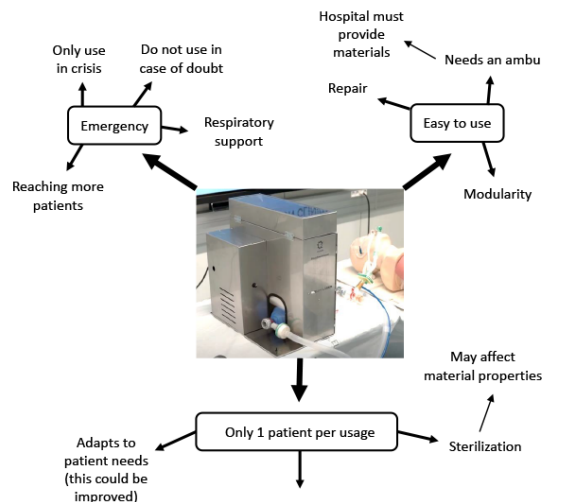 Only use
in crisis
Do not use in
case of doubt
Emergency
Respiratory
support
Reaching more
patients
Hospital must
provide
materials
Needs an ambu
Repair
Easy to use
Modularity
May affect
material properties
Only 1 patient per usage
Sterilization
Adapts to
patient needs
(this could be
improved)